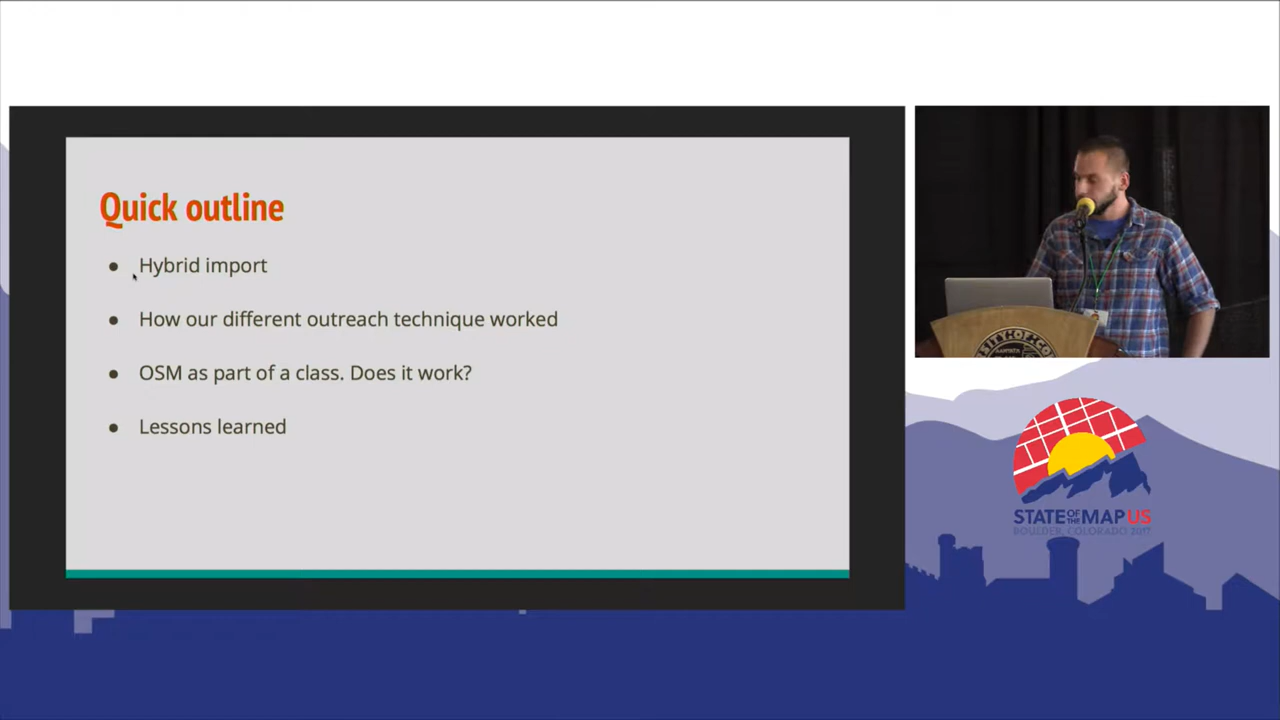 Quick outline
● Hybrid import
● How our different outreach technique worked
● OSM as part of a class. Does it work?
● Lessons learned
STATE OF THE MAP US
BOULDER, COLORADO 2017